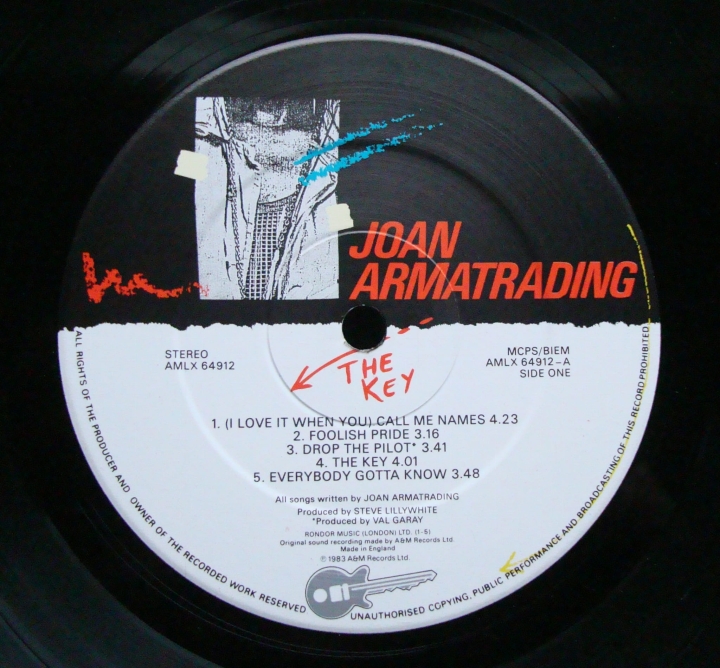 JOAN
ARMATRADING
STEREO
AMLX 64912
MCPS/BIEM
AMLX 64912-A
SIDE ONE
THE
KEY
1. (I LOVE IT WHEN YOU) CALL ME NAMES 4.23
2. FOOLISH PRIDE 3.16
3. DROP THE PILOT* 3.41
4. THE KEY 4.01
5. EVERYBODY GOTTA KNOW 3.48
All songs written by JOAN ARMATRADING
Produced by STEVE LILLYWHITE
*Produced by VAL GARAY
RONDOR MUSIC (LONDON) LTD. (1-5)
Original sound recording made by A&M Records Ltd.
Made in England
℗ 1983 A&M Records Ltd.
ALL RIGHTS OF THE PRODUCER AND OWNER OF THE RECORDED WORK RESERVED
UNAUTHORISED COPYING, PUBLIC PERFORMANCE AND BROADCASTING OF THIS RECORD PROHIBITED